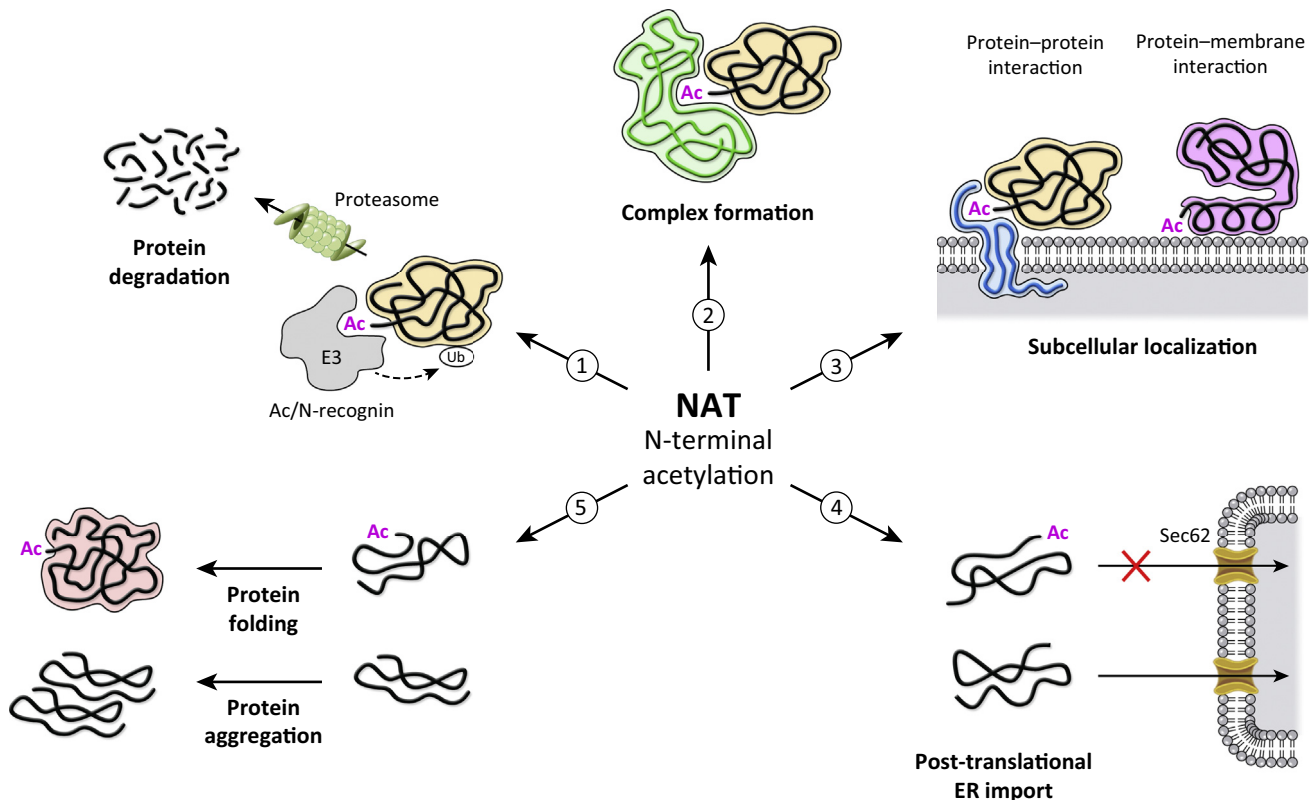 Ac
Complex formation
Protein–protein
interaction
Protein–membrane
interaction
Ac
Ac
Subcellular localization
Proteasome
Protein
degradation
Ac
E3
Ub
Ac/N-recognin
1
2
3
NAT
N-terminal
acetylation
5
4
Ac
Ac
Protein
folding
Protein
aggregation
Ac
Sec62
Post-translational
ER import